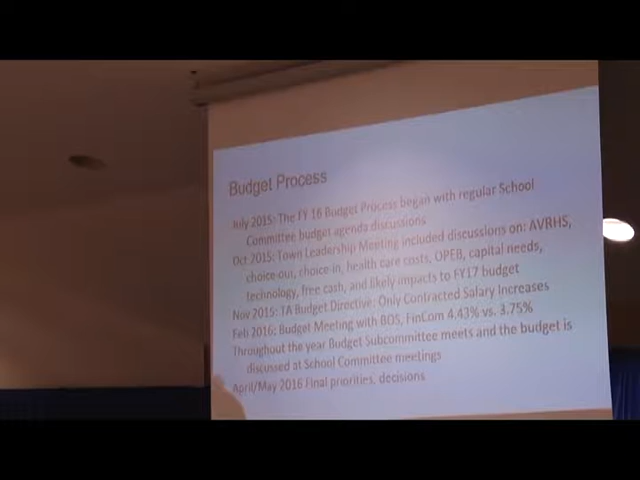 Budget Process
July 2015: The FY 16 Budget Process began with regular School
Committee budget agenda discussions
Oct 2015: Town Leadership Meeting included discussions on: AVRHS,
choice out, choice in, health care costs, OPEB, capital needs,
technology, free cash, and likely impacts to FY17 budget
Nov 2015: TA Budget Directive: Only Contracted Salary Increases
Feb 2016: Budget Meeting with BOS, FinCom 4.43% vs. 3.75%
Throughout the year Budget Subcommittee meets and the budget is
discussed at School Committee meetings
April/May 2016 Final priorities, decisions